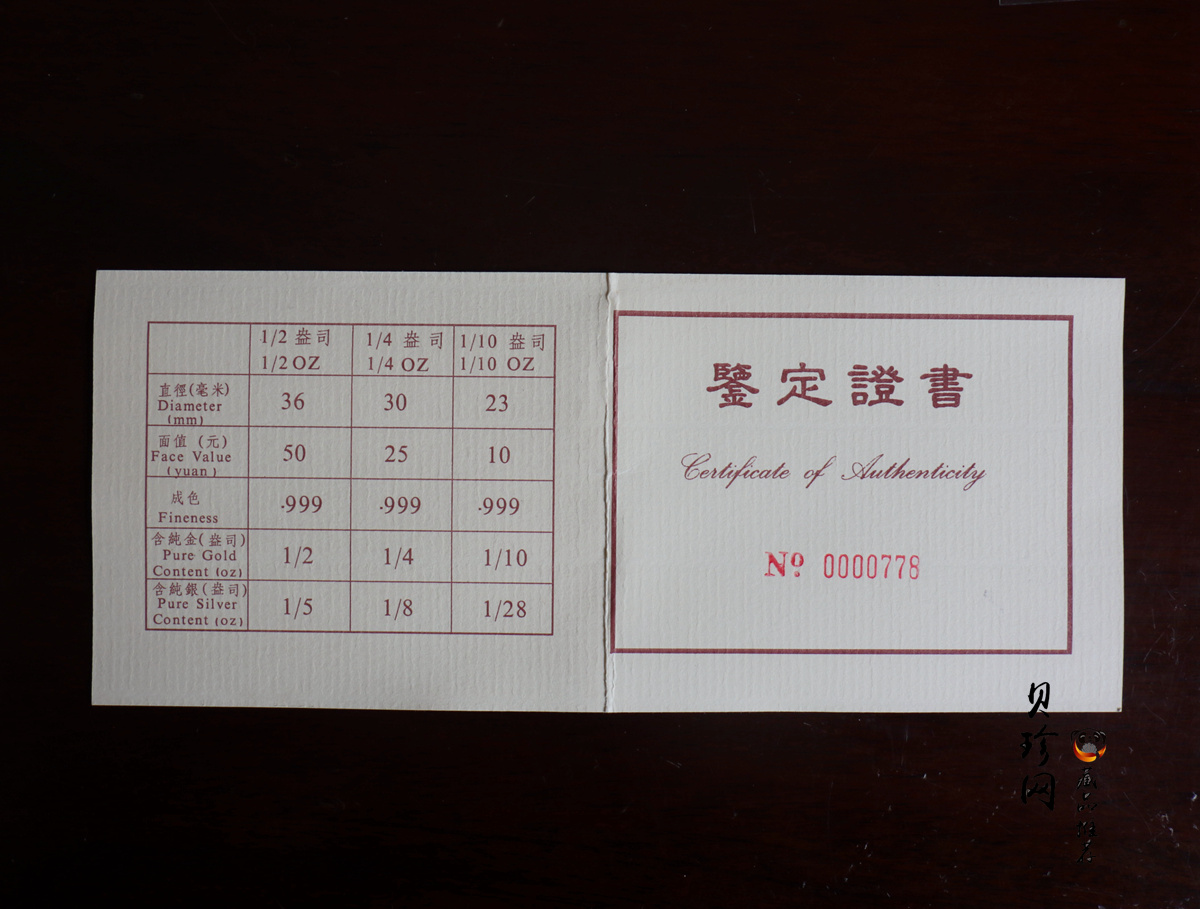 1/2 盎司
1/2 OZ
1/4 盎司
1/4 OZ
1/10 盎司
1/10 OZ
直徑(毫米)
Diameter
(mm)
36
30
23
面值 (元)
Face Value
(yuan)
50
25
10
成色
Fineness
.999
.999
.999
含純金(盎司)
Pure Gold
Content (oz)
1/2
1/4
1/10
含純銀(盎司)
Pure Silver
Content (oz)
1/5
1/8
1/28
鑒定證書
Certificate of Authenticity
Nº 0000778
贝珍网